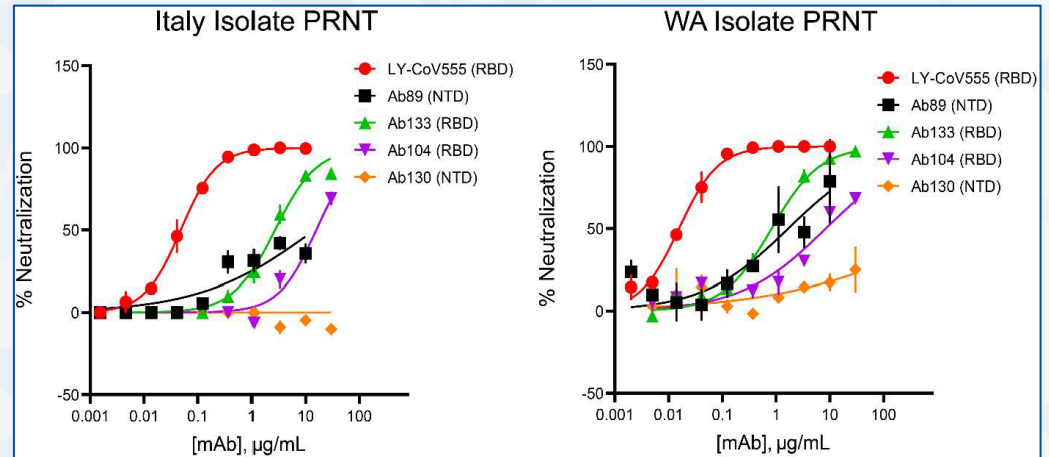 Italy Isolate PRNT
150
100
50
0
-50
% Neutralization
0.001 0.01 0.1 1 10 100
[mAb], µg/mL
LY-CoV555 (RBD)
Ab89 (NTD)
Ab133 (RBD)
Ab104 (RBD)
Ab130 (NTD)
WA Isolate PRNT
150
100
50
0
-50
% Neutralization
0.001 0.01 0.1 1 10 100
[mAb], µg/mL
LY-CoV555 (RBD)
Ab89 (NTD)
Ab133 (RBD)
Ab104 (RBD)
Ab130 (NTD)